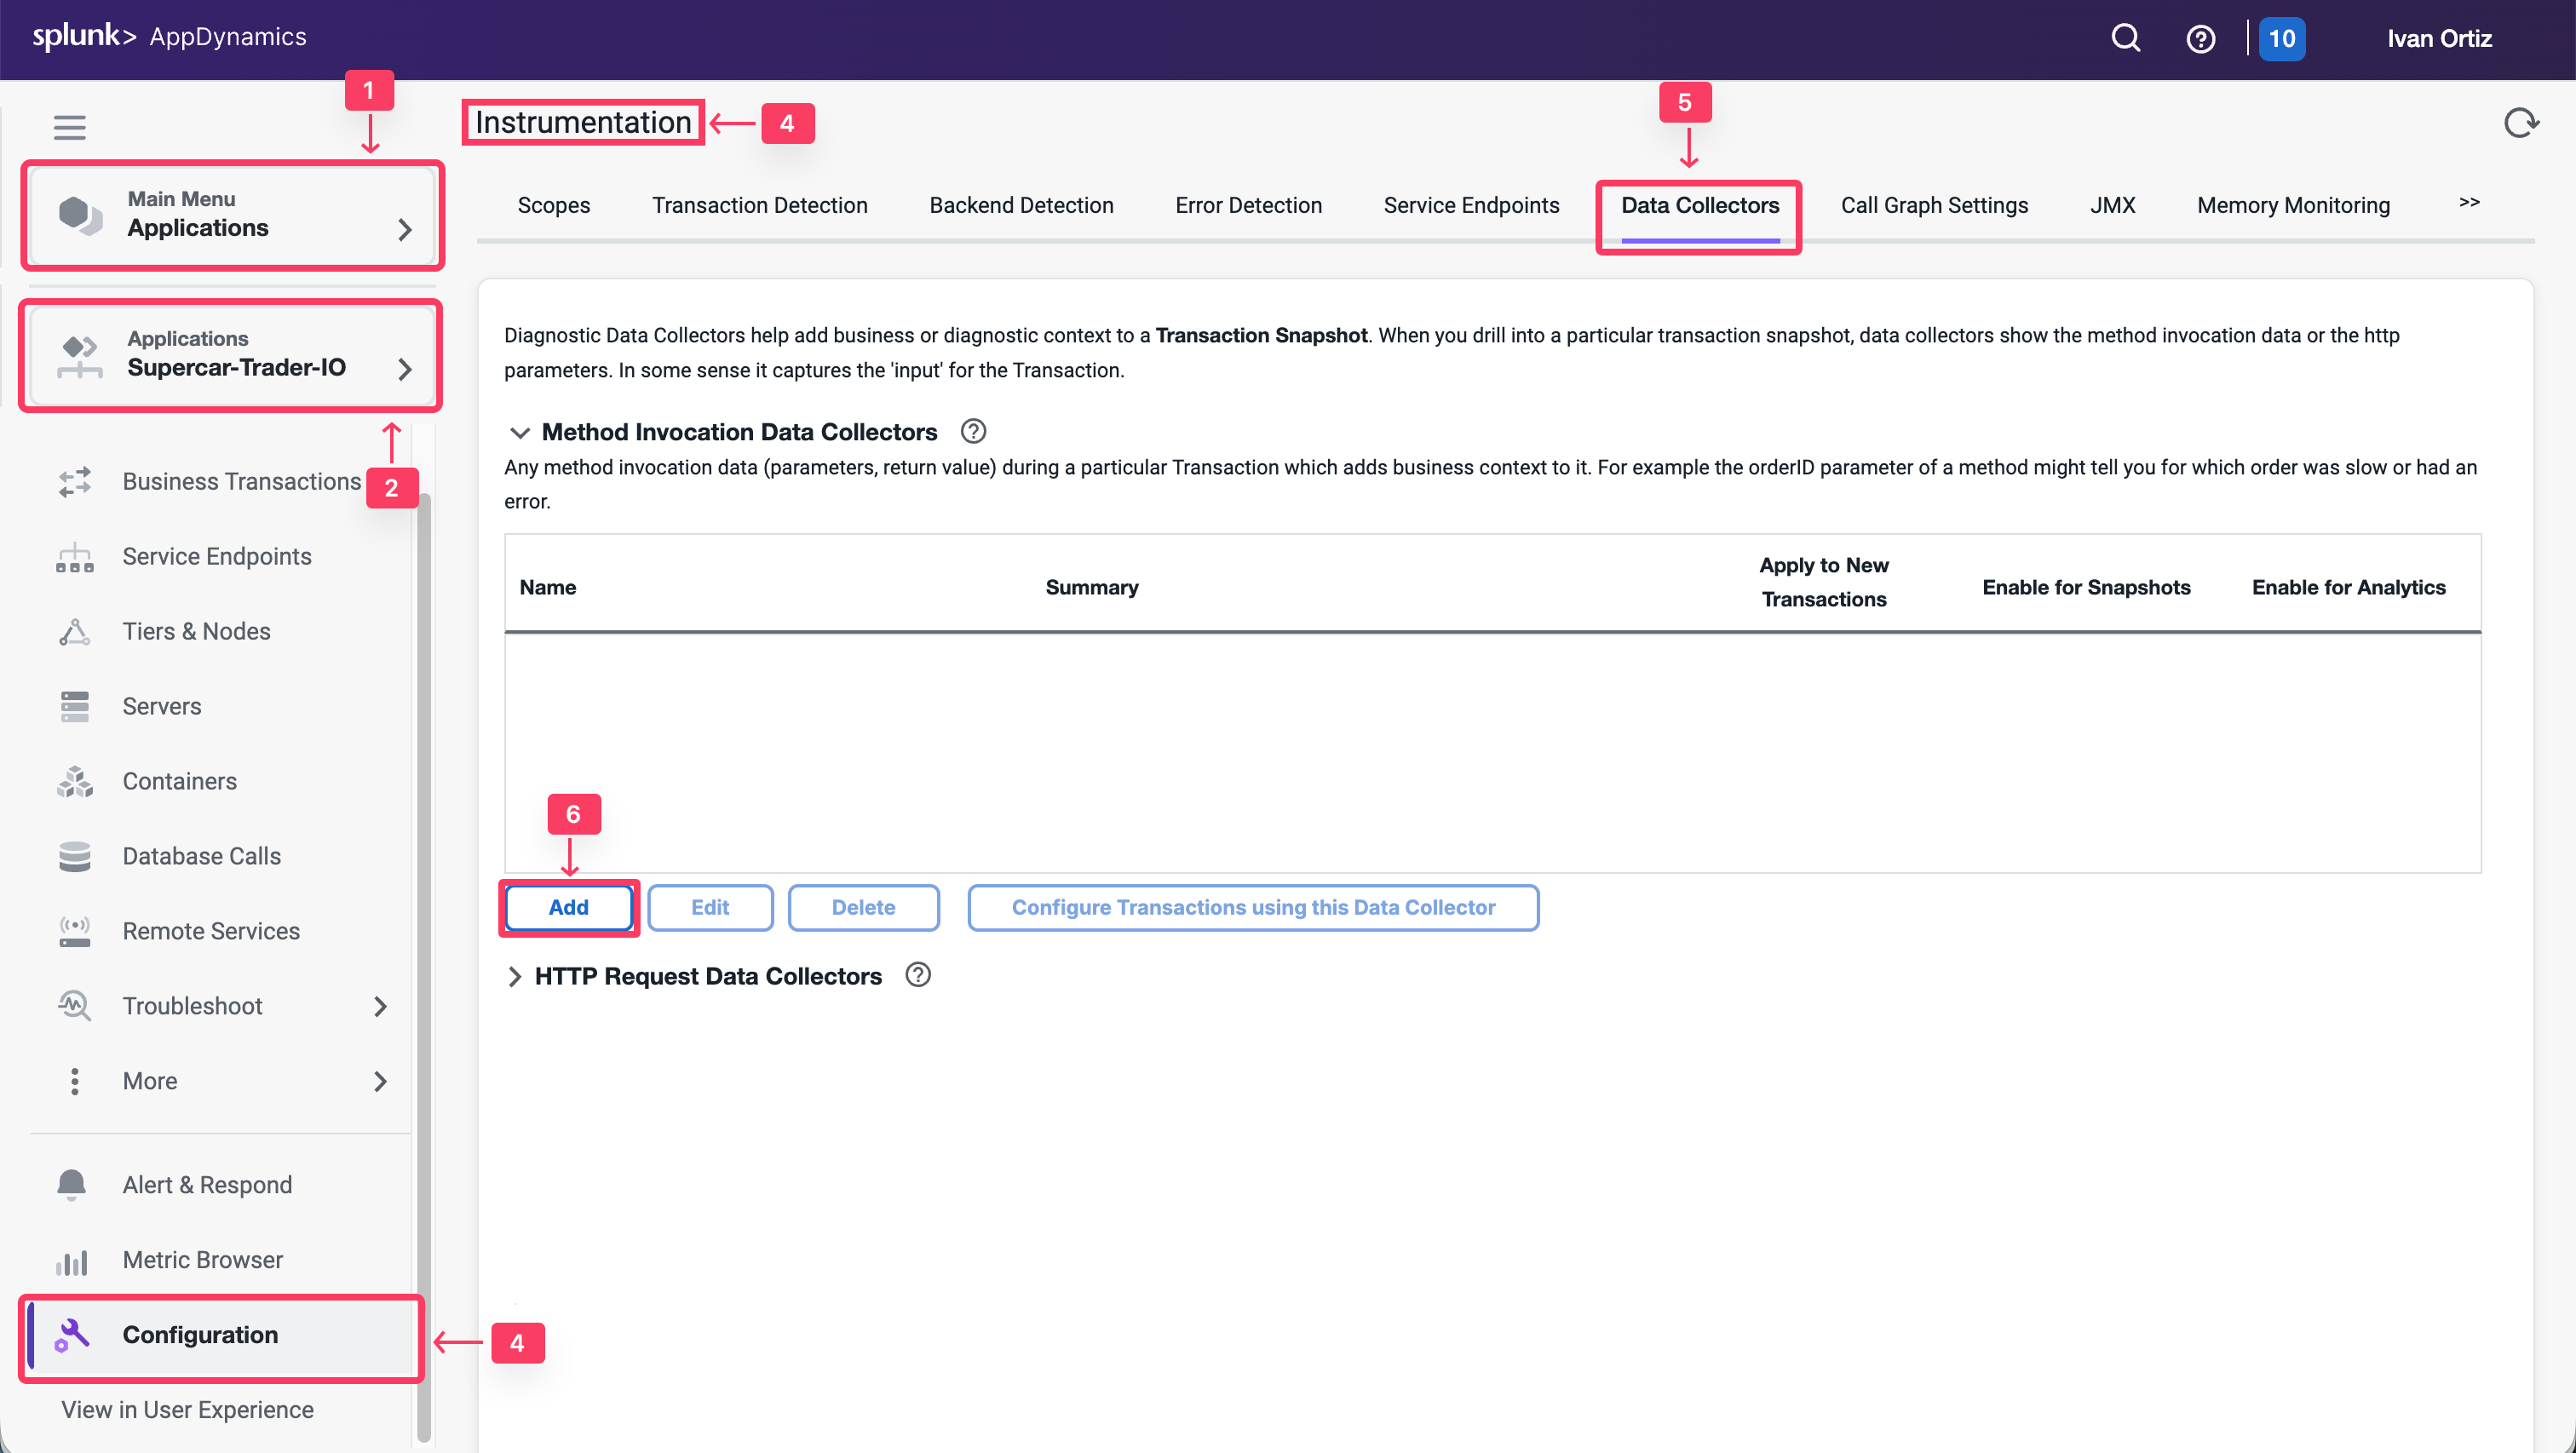 splunk> AppDynamics
10
Ivan Ortiz
1
Instrumentation
4
5
Main Menu
Applications
Scopes
Transaction Detection
Backend Detection
Error Detection
Service Endpoints
Data Collectors
Call Graph Settings
JMX
Memory Monitoring
>>
Applications
Supercar-Trader-IO
2
Business Transactions
Service Endpoints
Tiers & Nodes
Servers
Containers
Database Calls
Remote Services
Troubleshoot
More
Alert & Respond
Metric Browser
Configuration
4
View in User Experience
Diagnostic Data Collectors help add business or diagnostic context to a Transaction Snapshot. When you drill into a particular transaction snapshot, data collectors show the method invocation data or the http
parameters. In some sense it captures the 'input' for the Transaction.
Method Invocation Data Collectors ?
Any method invocation data (parameters, return value) during a particular Transaction which adds business context to it. For example the orderID parameter of a method might tell you for which order was slow or had an
error.
Name
Summary
Apply to New
Transactions
Enable for Snapshots
Enable for Analytics
6
Add
Edit
Delete
Configure Transactions using this Data Collector
HTTP Request Data Collectors ?